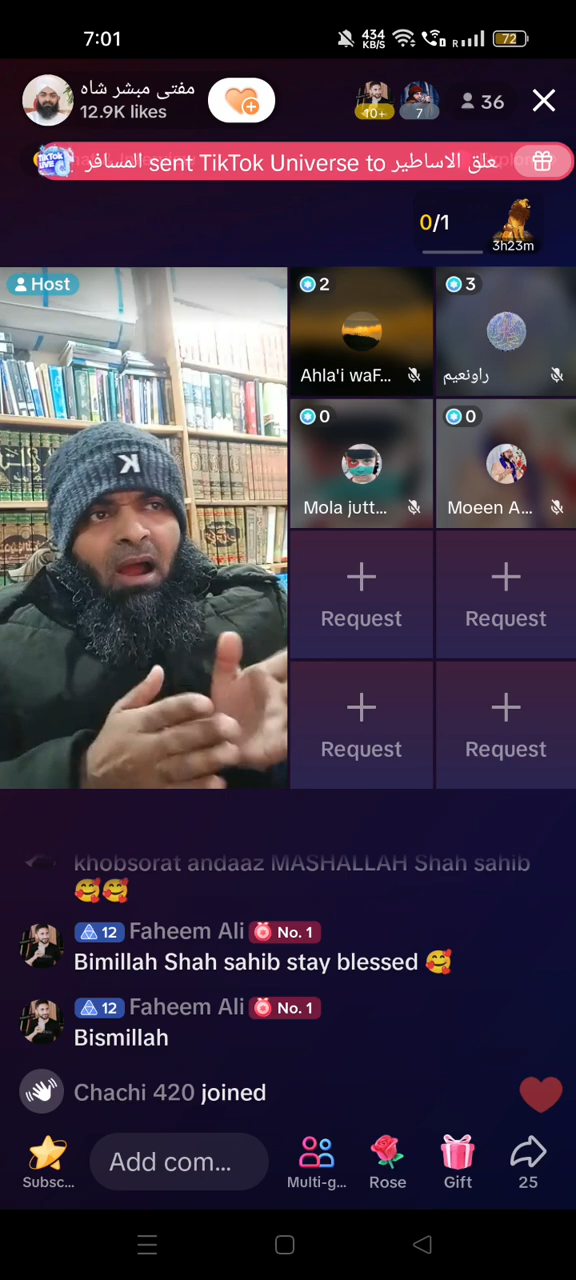 7:01
434
KB/S
R
72
مفتی مبشر شاہ
12.9K likes
10+
7
36
المسافر sent TikTok Universe to بعلق الاساطير
TikTok
LIVE
0/1
3h23m
Host
2
Ahla'i waF...
3
راونعیم
0
Mola jutt...
0
Moeen A...
K
Request
Request
Request
Request
khobsorat andaaz MASHALLAH Shah sahib
🥰🥰
12 Faheem Ali No. 1
Bimillah Shah sahib stay blessed 🥰
12 Faheem Ali No. 1
Bismillah
Chachi 420 joined
Subsc...
Add com...
Multi-g...
Rose
Gift
25